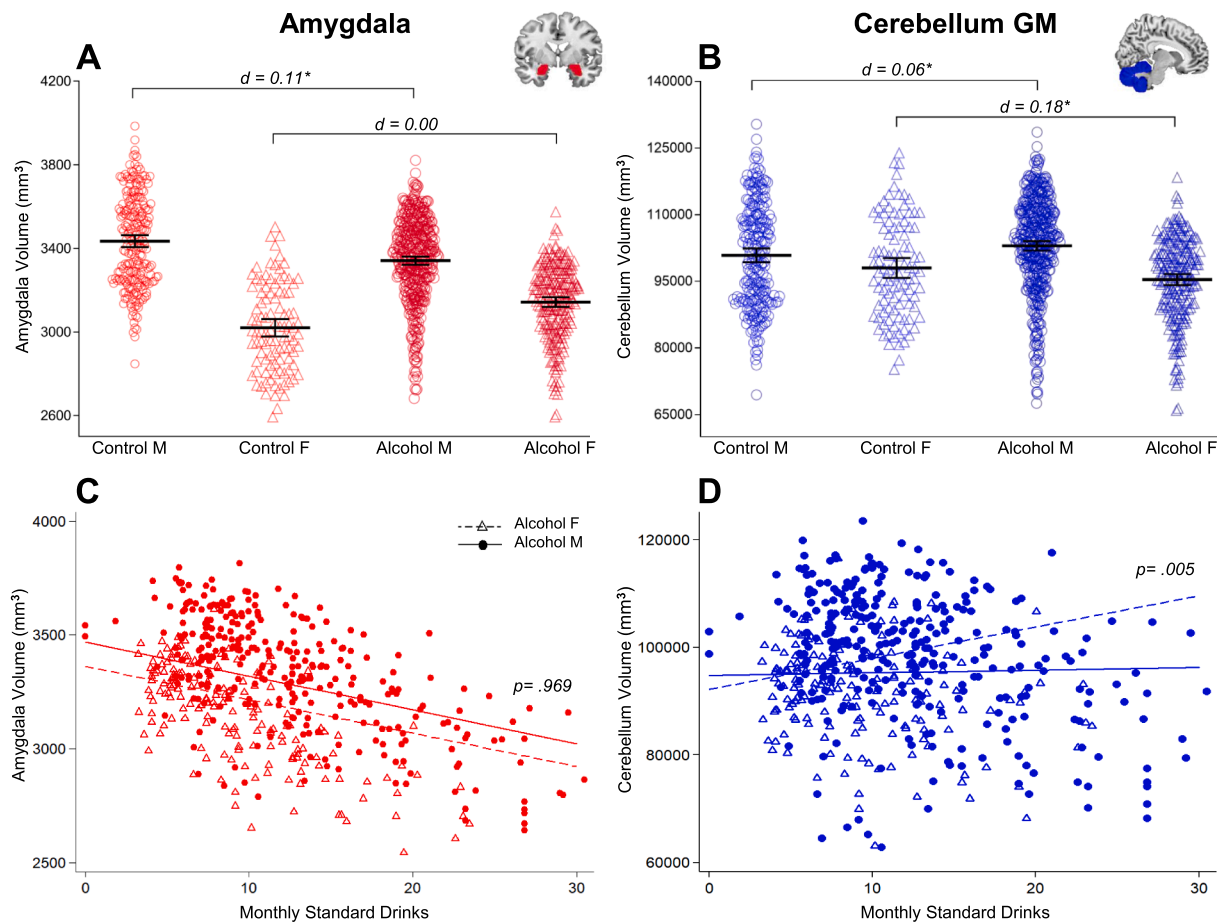 Amygdala
Cerebellum GM
A
d = 0.11*
d = 0.00
4200
3800
3400
3000
2600
Amygdala Volume (mm³)
Control M
Control F
Alcohol M
Alcohol F
B
d = 0.06*
d = 0.18*
140000
125000
110000
95000
80000
65000
Cerebellum Volume (mm³)
Control M
Control F
Alcohol M
Alcohol F
C
Alcohol F
Alcohol M
p= .969
4000
3500
3000
2500
Amygdala Volume (mm³)
0
10
20
30
Monthly Standard Drinks
D
p= .005
120000
100000
80000
60000
Cerebellum Volume (mm³)
0
10
20
30
Monthly Standard Drinks